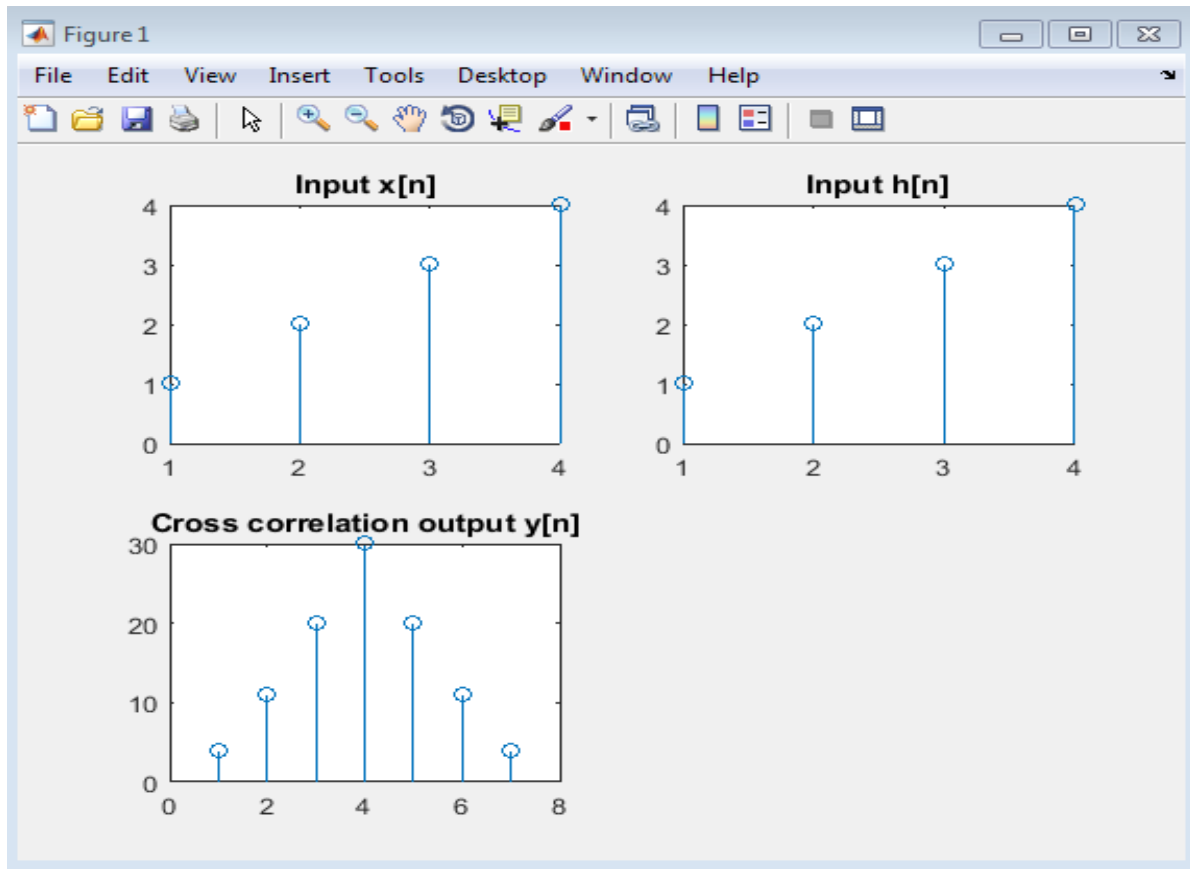 Figure 1
File Edit View Insert Tools Desktop Window Help
Input x[n]
4
3
2
1
0
1 2 3 4
Input h[n]
4
3
2
1
0
1 2 3 4
Cross correlation output y[n]
30
20
10
0
0 2 4 6 8